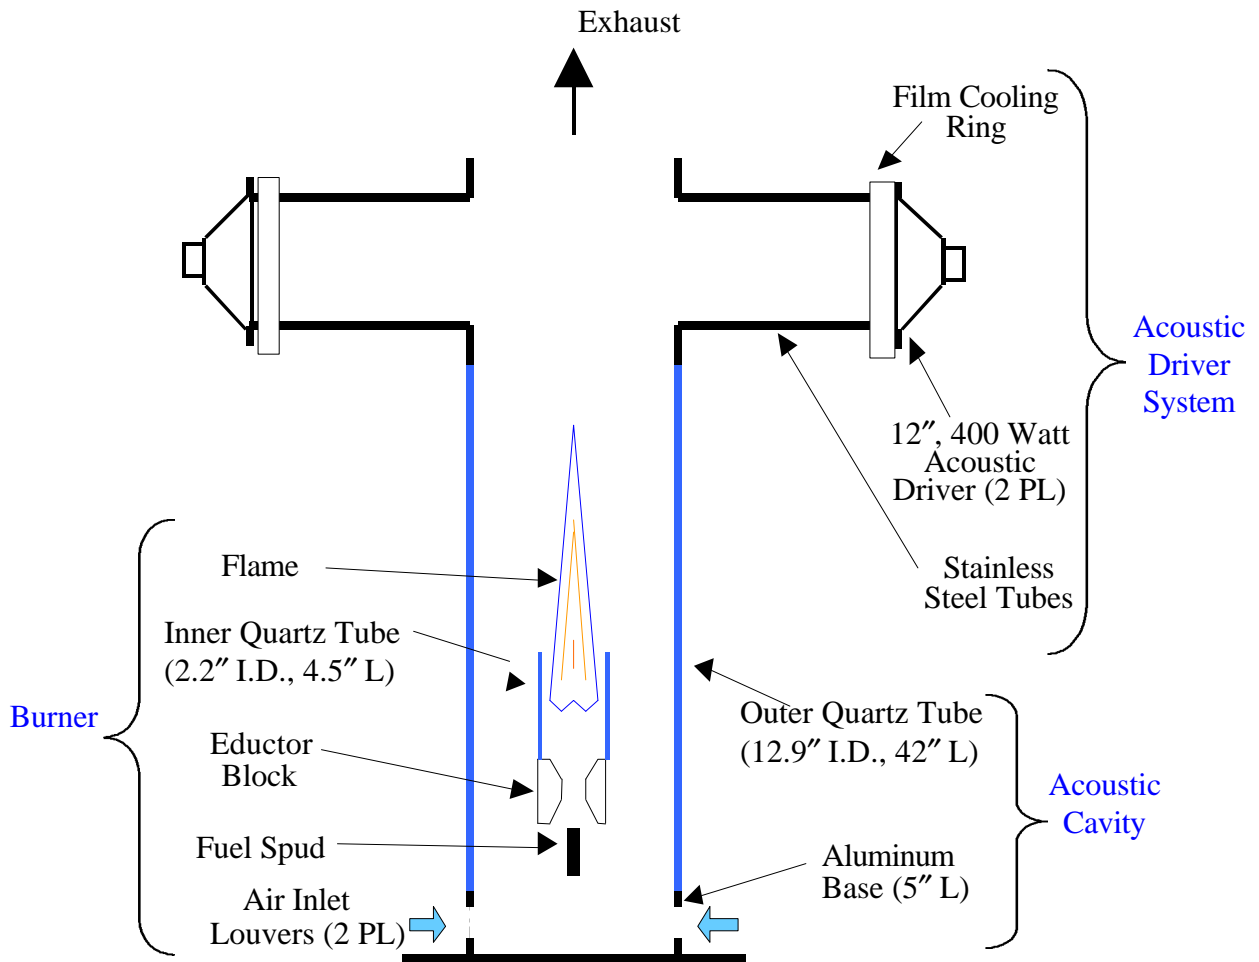 Exhaust
Film Cooling
Ring
Acoustic
Driver
System
12″, 400 Watt
Acoustic
Driver (2 PL)
Stainless
Steel Tubes
Flame
Inner Quartz Tube
(2.2″ I.D., 4.5″ L)
Burner
Eductor
Block
Fuel Spud
Air Inlet
Louvers (2 PL)
Outer Quartz Tube
(12.9″ I.D., 42″ L)
Acoustic
Cavity
Aluminum
Base (5″ L)